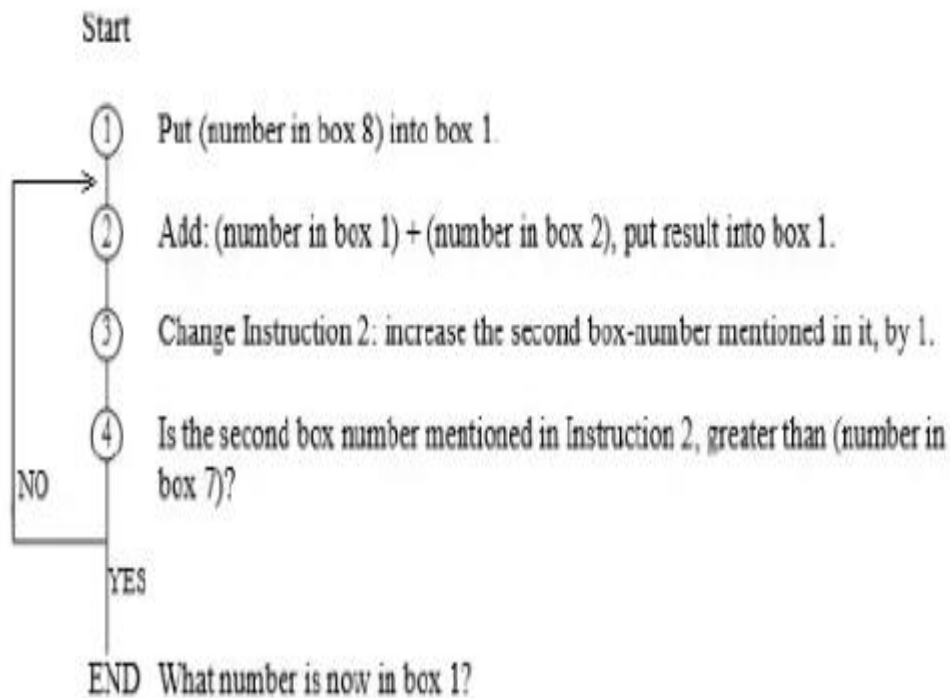 Start
1 Put (number in box 8) into box 1.
2 Add: (number in box 1) + (number in box 2), put result into box 1.
3 Change Instruction 2: increase the second box-number mentioned in it, by 1.
4 Is the second box number mentioned in Instruction 2, greater than (number in
box 7)?
NO
YES
END What number is now in box 1?